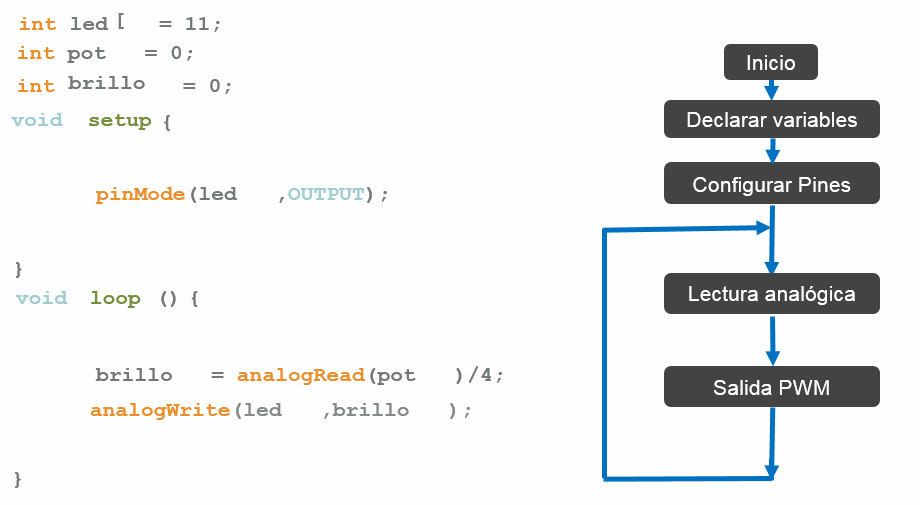 int led [ = 11;
int pot = 0;
int brillo = 0;
void setup {
pinMode(led ,OUTPUT);
}
void loop () {
brillo = analogRead(pot )/4;
analogWrite(led ,brillo );
}
Inicio
Declarar variables
Configurar Pines
Lectura analógica
Salida PWM